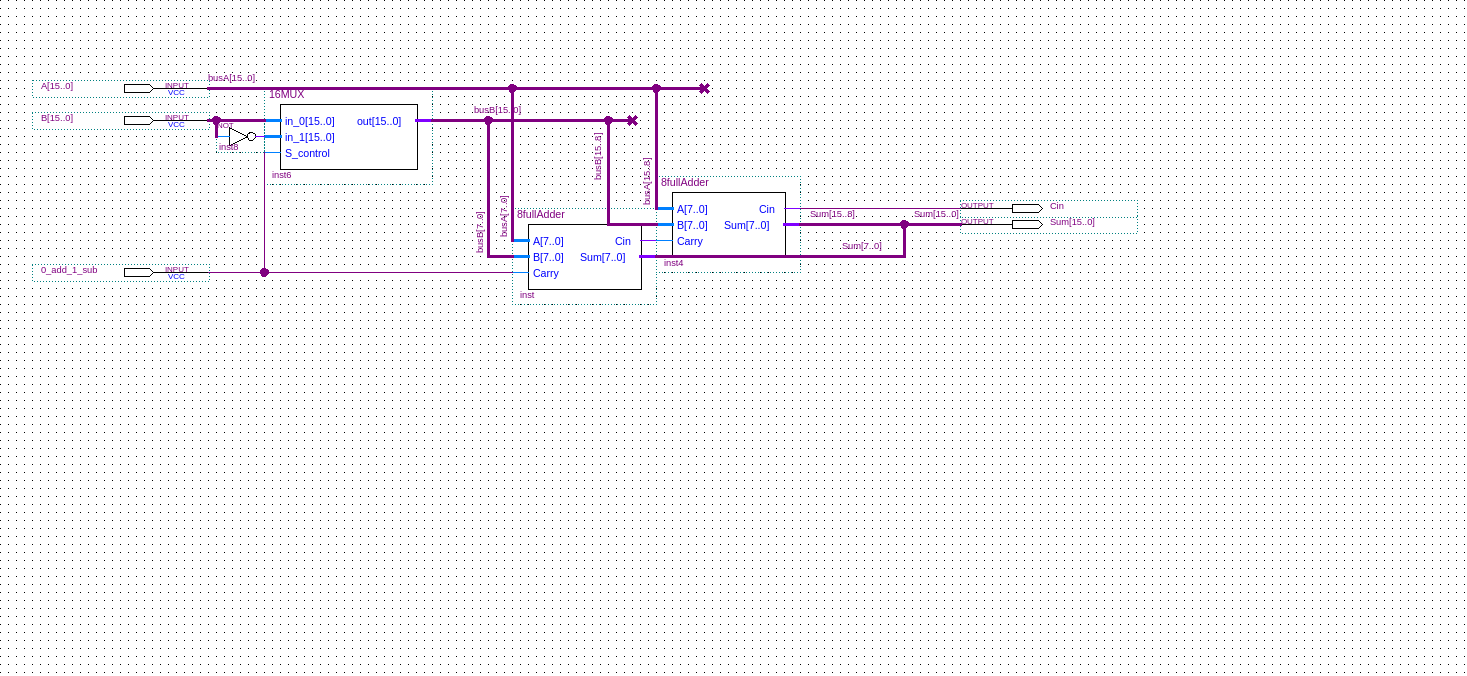 A[15..0]
INPUT
VCC
busA[15..0]
16MUX
B[15..0]
INPUT
VCC
NOT
inst8
in_0[15..0]
out[15..0]
in_1[15..0]
S_control
inst6
busB[15..0]
busB[15..8]
busA[15..8]
busB[7..0]
busA[7..0]
8fullAdder
A[7..0]
Cin
B[7..0]
Sum[7..0]
Carry
inst4
Sum[15..8]
Sum[15..0]
Sum[7..0]
OUTPUT
Cin
OUTPUT
Sum[15..0]
8fullAdder
A[7..0]
Cin
B[7..0]
Sum[7..0]
Carry
inst
0_add_1_sub
INPUT
VCC